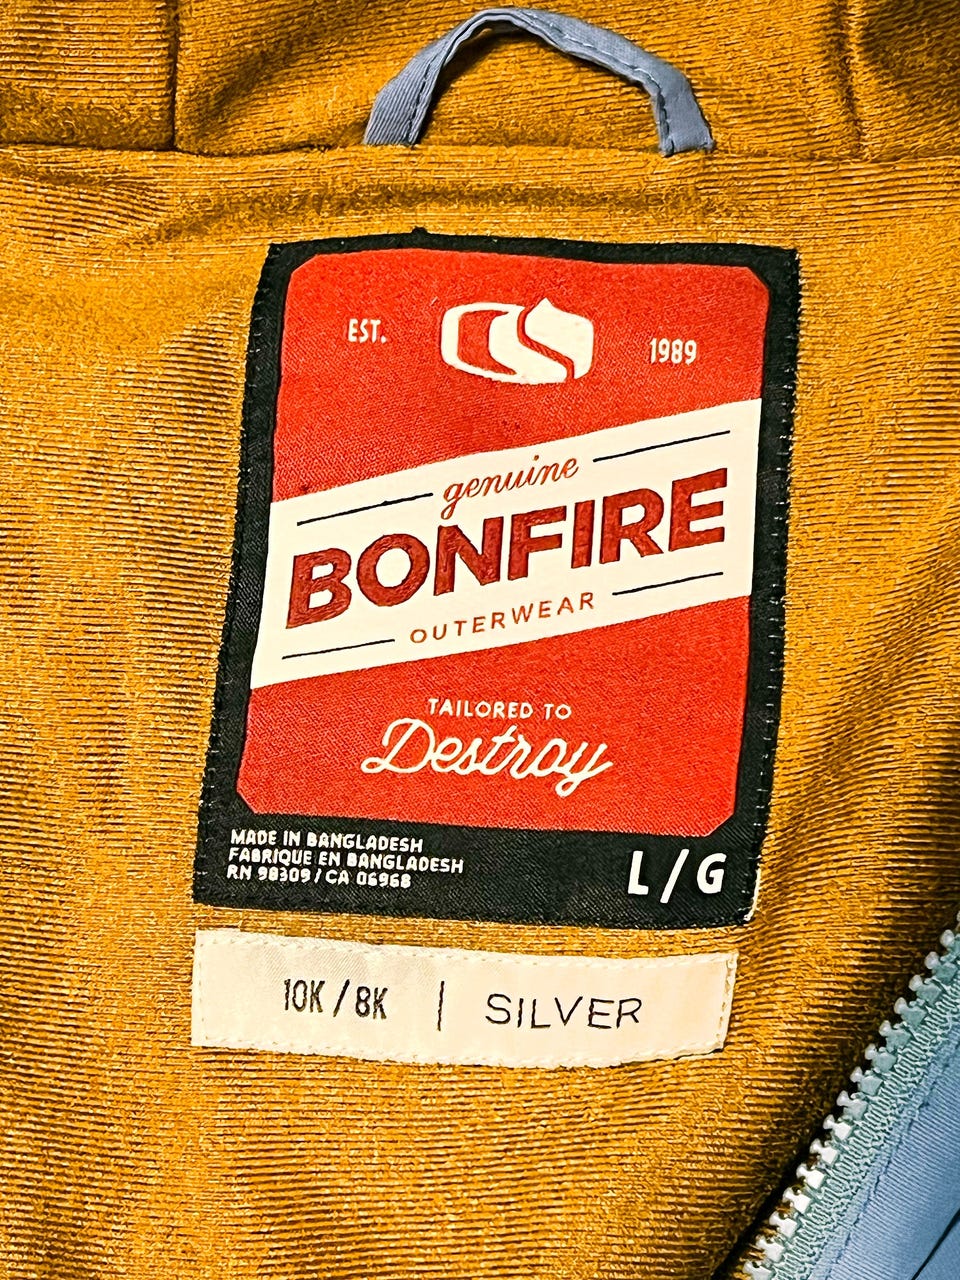 EST. 1989
genuine
BONFIRE
OUTERWEAR
TAILORED TO
Destroy
MADE IN BANGLADESH
FABRIQUE EN BANGLADESH
RN 98309 / CA 06968
L / G
10K / 8K | SILVER